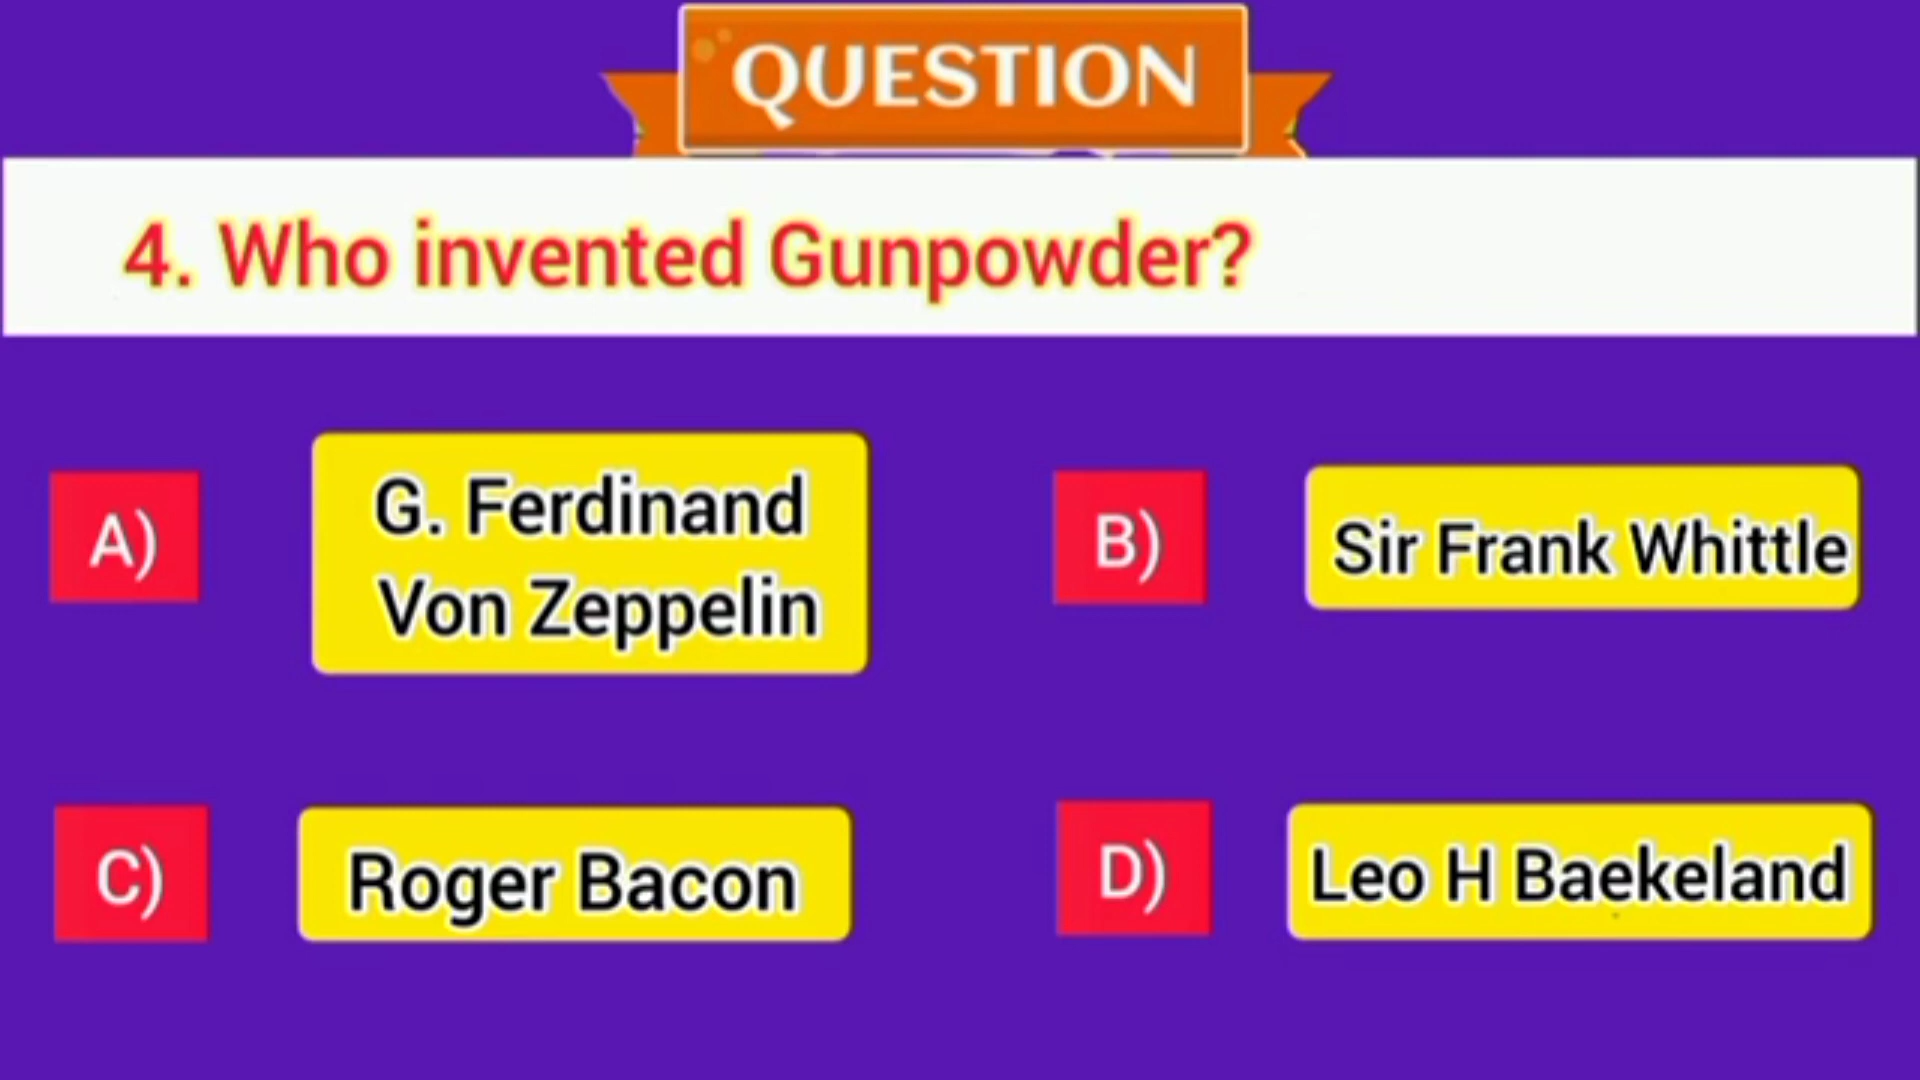 QUESTION
4. Who invented Gunpowder?
A)
G. Ferdinand
Von Zeppelin
B)
Sir Frank Whittle
C)
Roger Bacon
D)
Leo H Baekeland